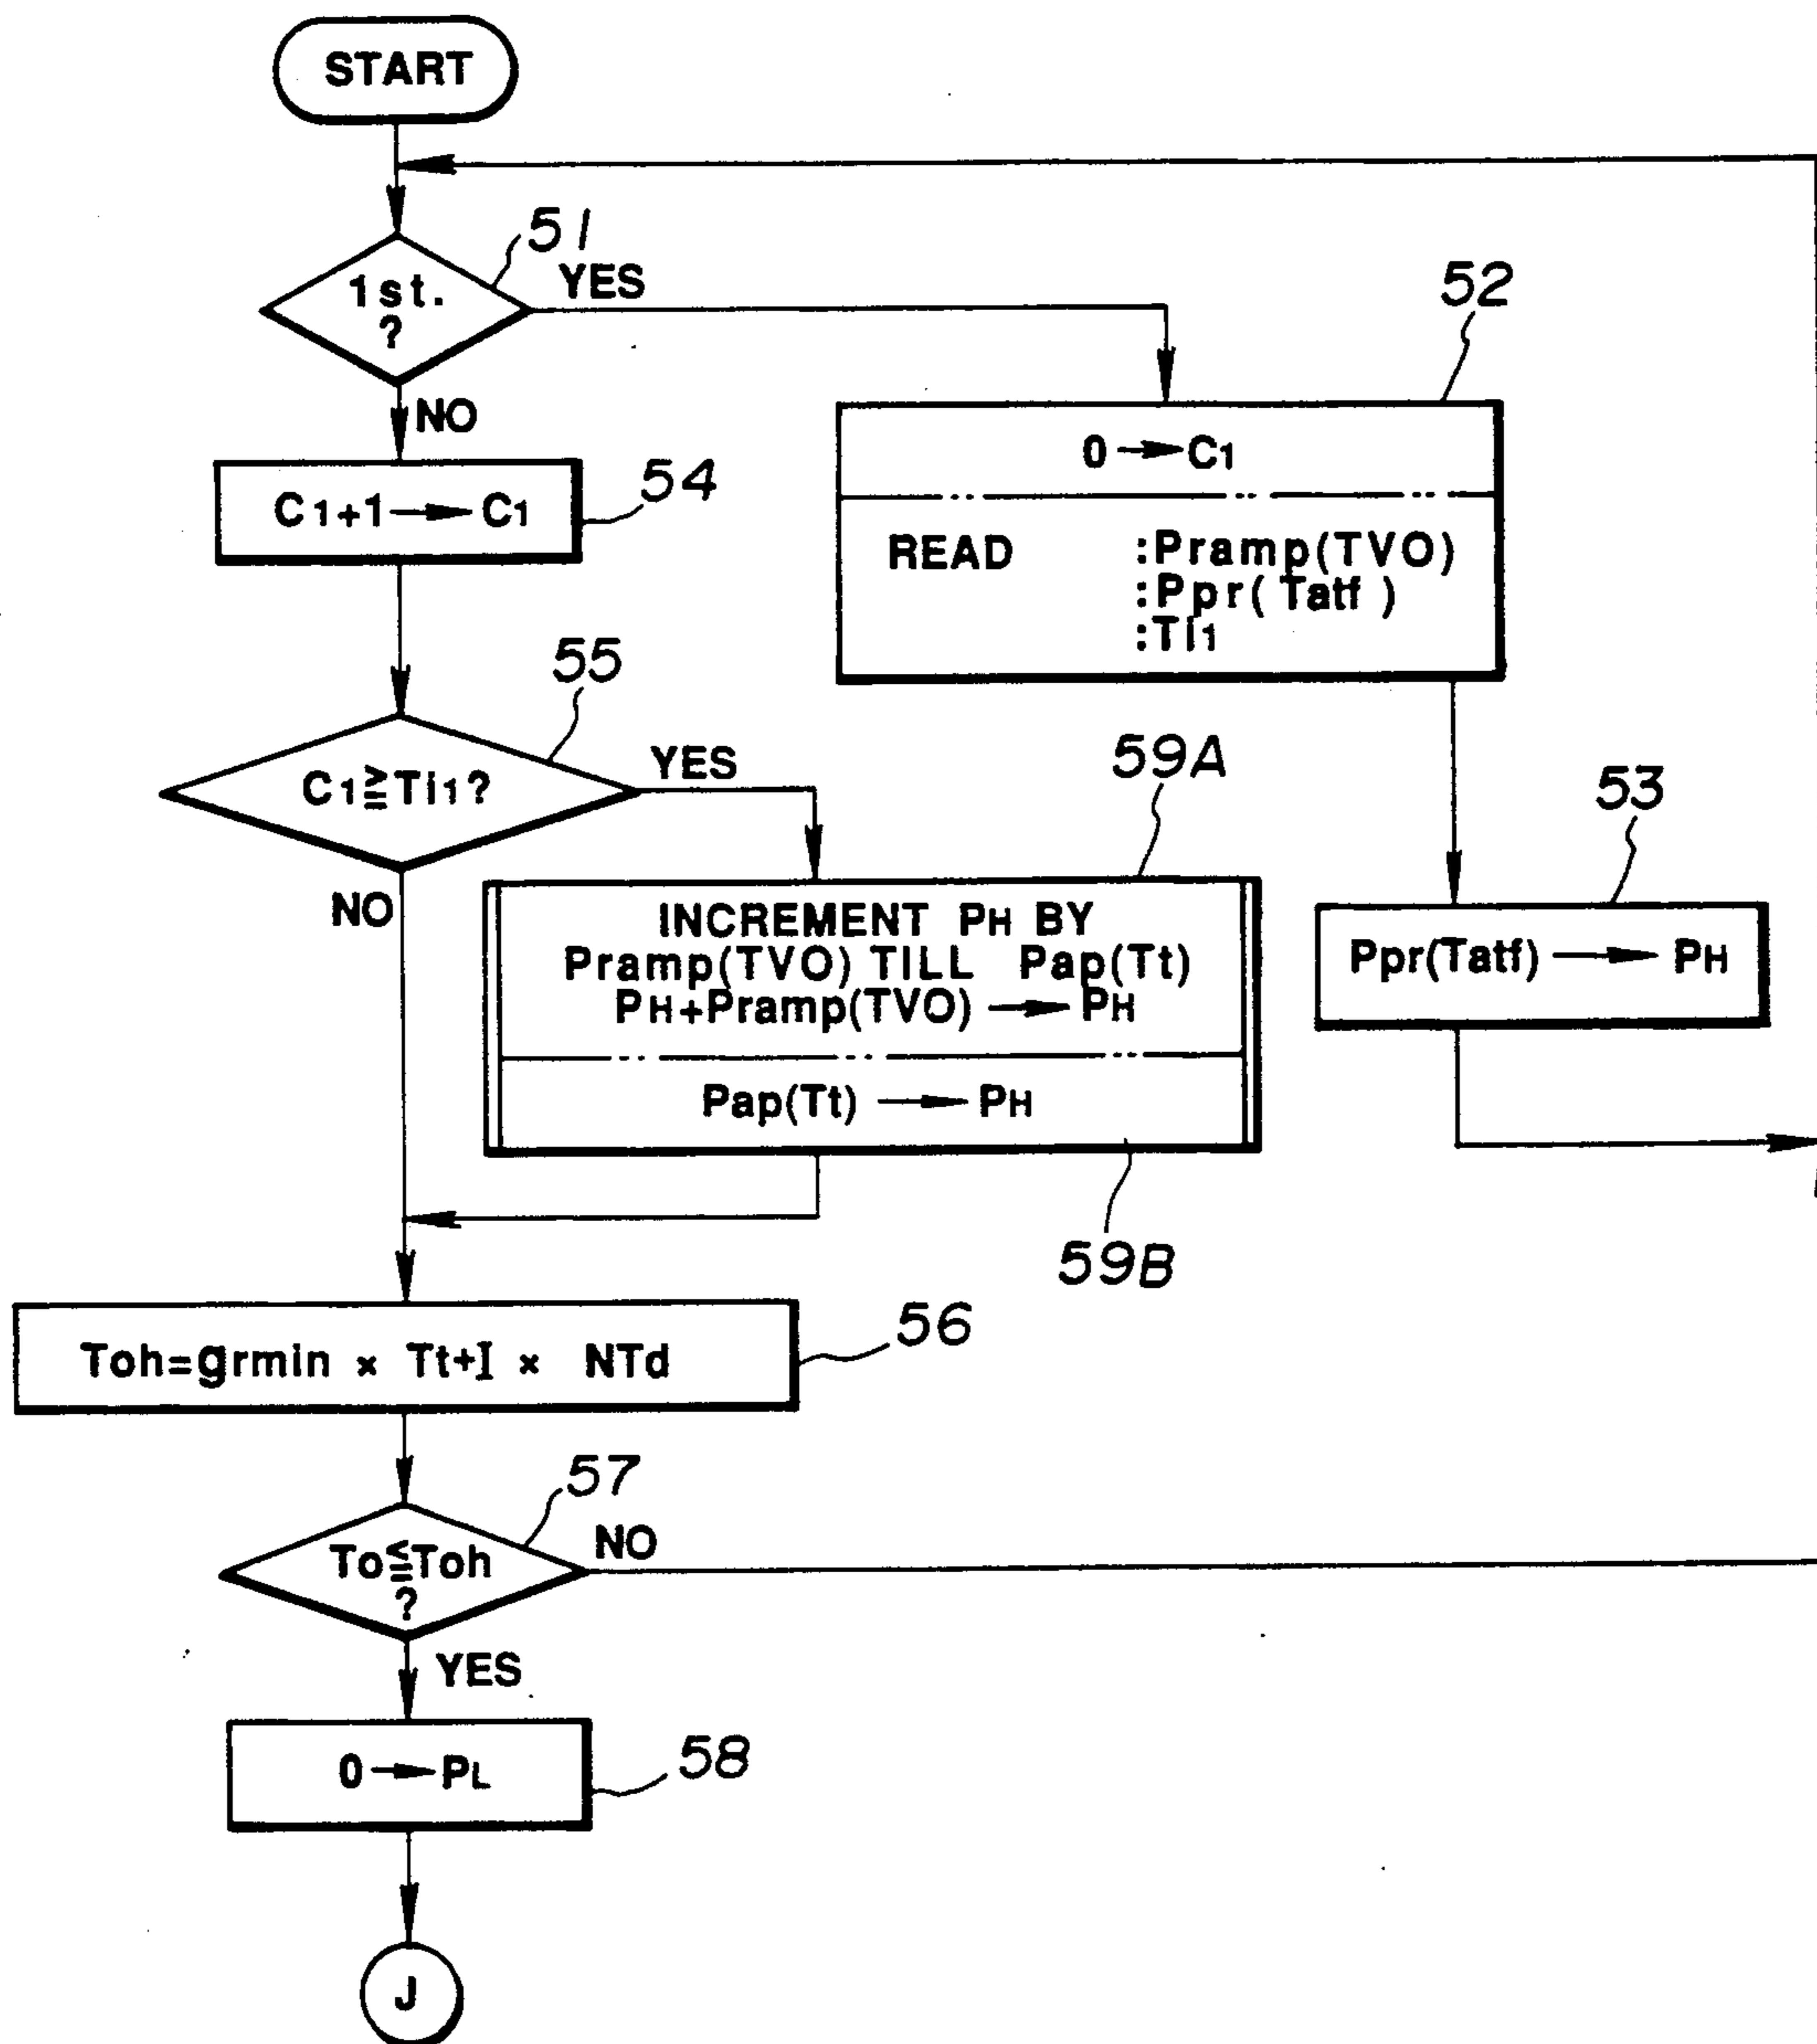 START
51
1st.
?
YES
NO
52
0→C1
READ :Pramp(TVO)
:Ppr(Tatf)
:Ti1
C1+1→C1
54
55
C1≧Ti1?
YES
NO
59A
INCREMENT PH BY
Pramp(TVO) TILL Pap(Tt)
PH+Pramp(TVO)→PH
Pap(Tt)→PH
59B
53
Ppr(Tatf)→PH
Toh=grmin × Tt+I × NTd
56
57
To≦Toh
?
NO
YES
0→PL
58
J